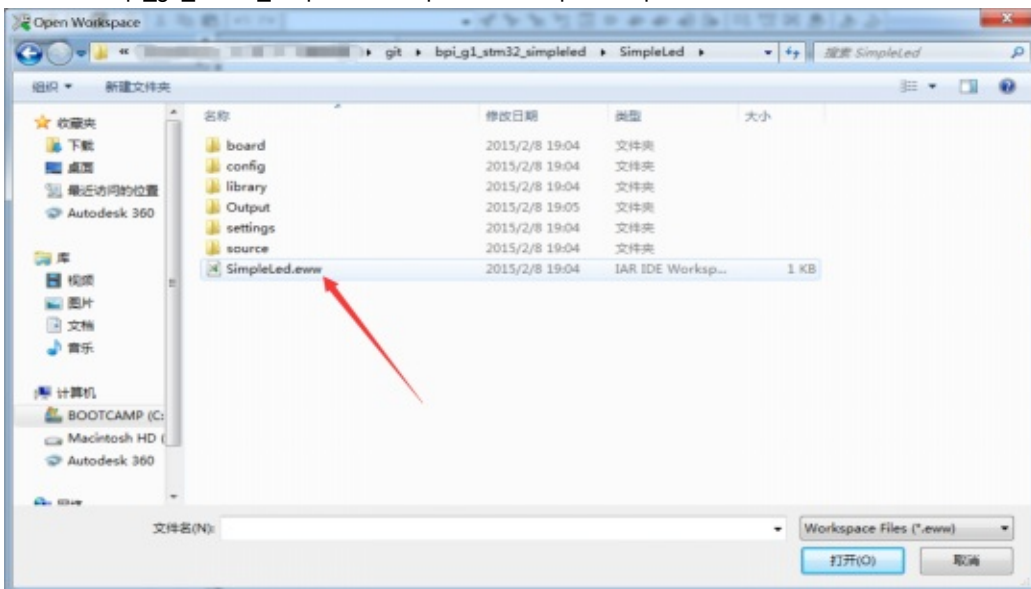 Open Workspace
« git ▸ bpi_g1_stm32_simpleled ▸ SimpleLed ▸ 搜索 SimpleLed
组织 ▾ 新建文件夹
名称 修改日期 类型 大小
收藏夹
下载
桌面
最近访问的位置
Autodesk 360
库
视频
图片
文档
音乐
计算机
BOOTCAMP (C:
Macintosh HD (
Autodesk 360
网络
board 2015/2/8 19:04 文件夹
config 2015/2/8 19:04 文件夹
library 2015/2/8 19:04 文件夹
Output 2015/2/8 19:05 文件夹
settings 2015/2/8 19:04 文件夹
source 2015/2/8 19:04 文件夹
SimpleLed.eww 2015/2/8 19:04 IAR IDE Worksp... 1 KB
文件名(N): Workspace Files (*.eww)
打开(O) 取消